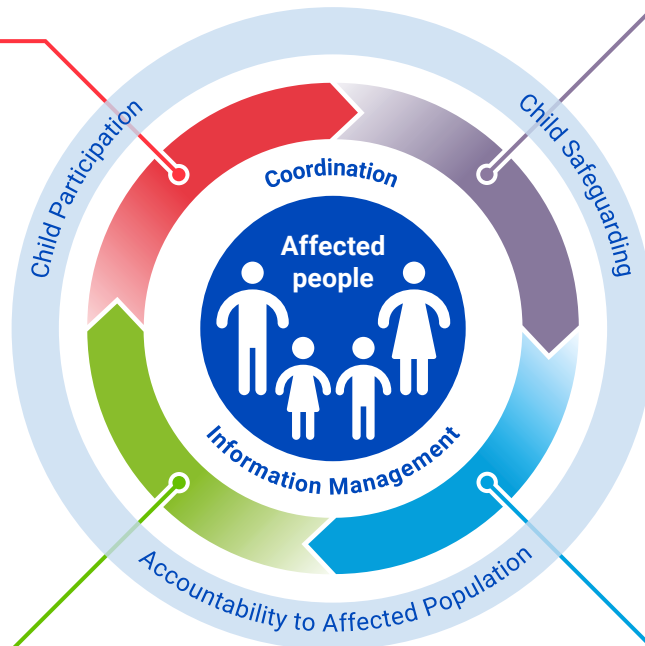 Child Participation
Child Safeguarding
Coordination
Affected
people
Information Management
Accountability to Affected Population